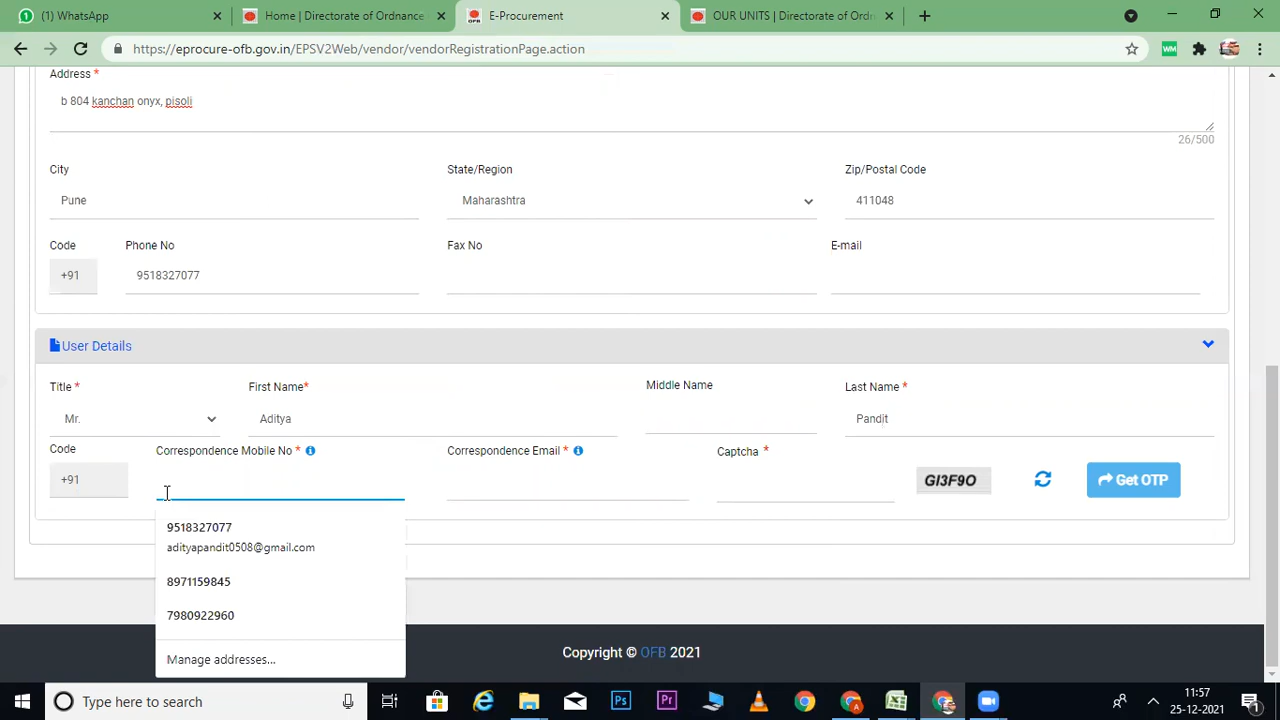 WhatsApp
Home | Directorate of Ordnance
E-Procurement
OUR UNITS | Directorate of Ordn
https://eprocure-ofb.gov.in/EPSV2Web/vendor/vendorRegistrationPage.action
WM
Address *
b 804 kanchan onyx, pisoli
26/500
City
State/Region
Zip/Postal Code
Pune
Maharashtra
411048
Code
Phone No
Fax No
E-mail
+91
9518327077
User Details
Title *
First Name*
Middle Name
Last Name *
Mr.
Aditya
Pandit
Code
Correspondence Mobile No *
Correspondence Email *
Captcha *
+91
GI3F9O
Get OTP
9518327077
adityapandit0508@gmail.com
8971159845
7980922960
Manage addresses...
Copyright © OFB 2021
Type here to search
Ps
Pr
11:57
25-12-2021